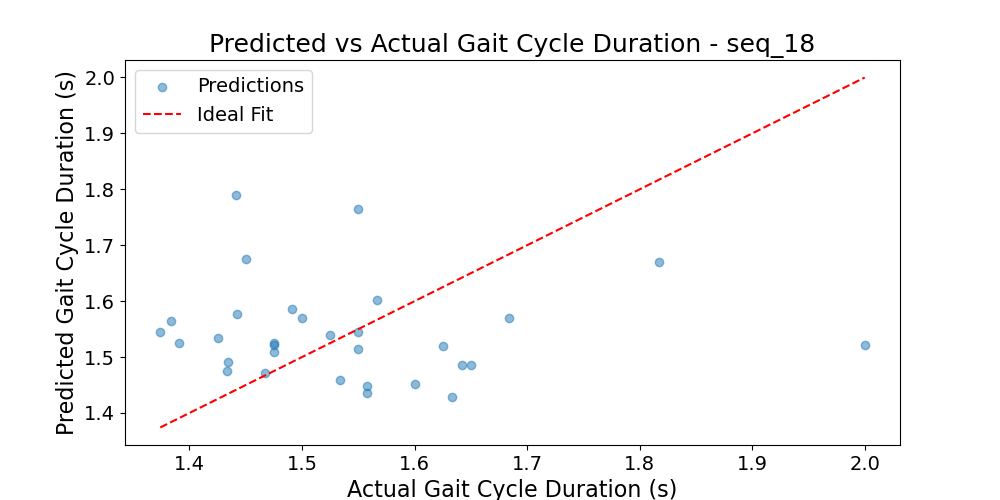 Predicted vs Actual Gait Cycle Duration - seq_18
Predictions
Ideal Fit
Predicted Gait Cycle Duration (s)
2.0
1.9
1.8
1.7
1.6
1.5
1.4
1.4 1.5 1.6 1.7 1.8 1.9 2.0
Actual Gait Cycle Duration (s)